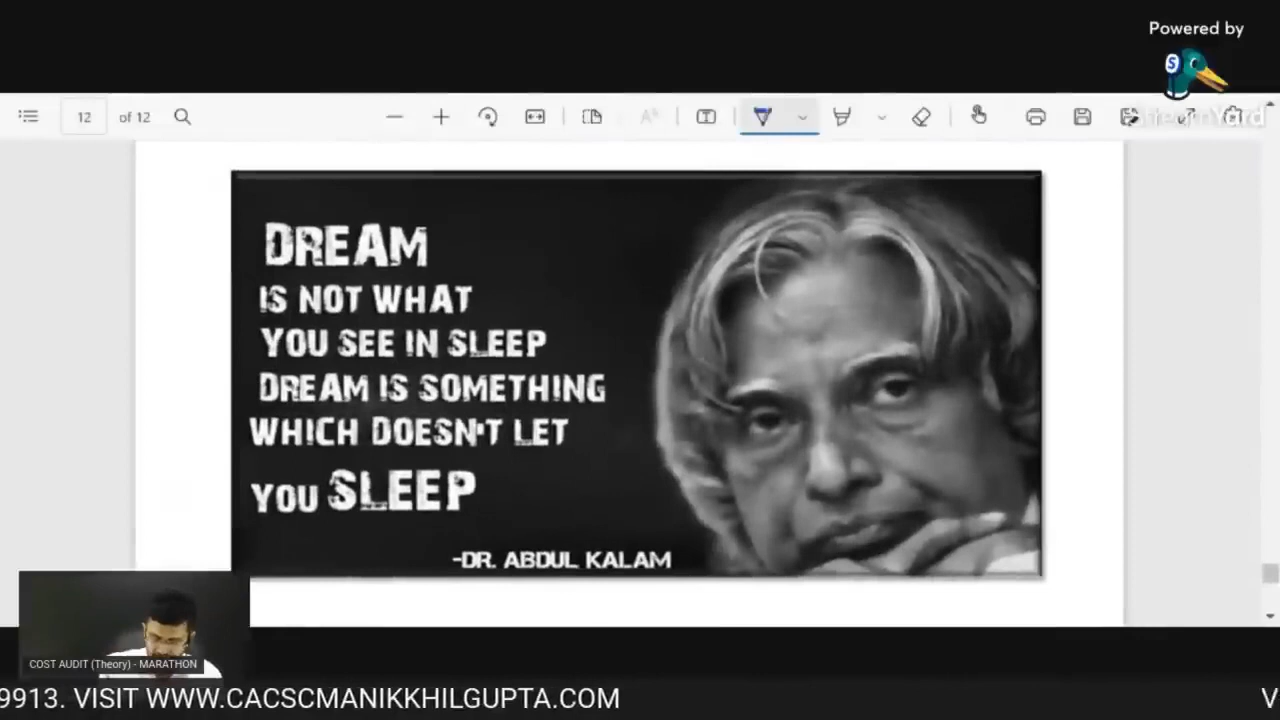 Powered by
S
12 of 12
DREAM
IS NOT WHAT
YOU SEE IN SLEEP
DREAM IS SOMETHING
WHICH DOESN'T LET
YOU SLEEP
-DR. ABDUL KALAM
COST AUDIT (Theory) - MARATHON
9913. VISIT WWW.CACSCMANIKKHILGUPTA.COM
V